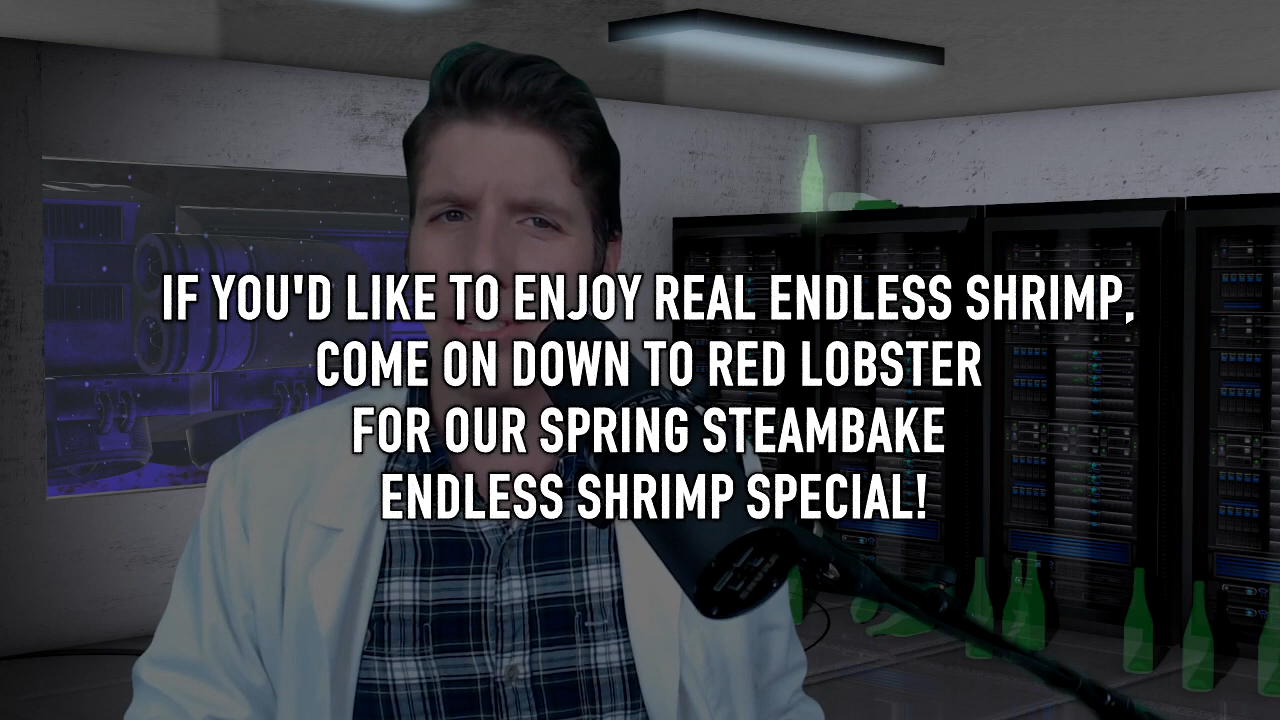 IF YOU'D LIKE TO ENJOY REAL ENDLESS SHRIMP,
COME ON DOWN TO RED LOBSTER
FOR OUR SPRING STEAMBAKE
ENDLESS SHRIMP SPECIAL!